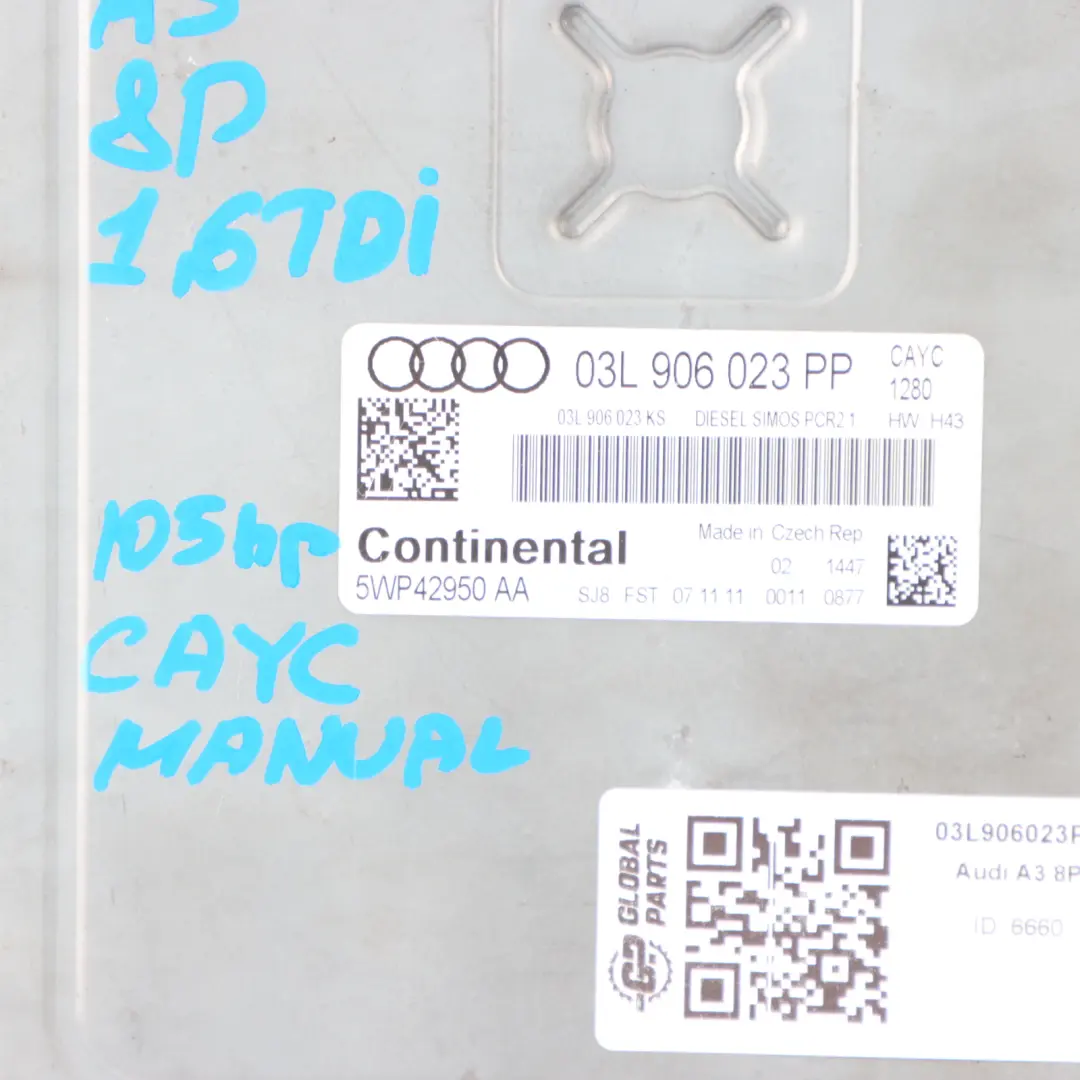 8P
1,6TDi
03L 906 023 PP
CAYC
1280
03L 906 023 KS DIESEL SIMOS PCR2.1 HW H43
105hp
Continental
Made in Czech Rep
02 1447
5WP42950 AA
SJ8 FST 07 11 11 0011 0877
CAYC
MANUAL
GLOBAL
PARTS
GP
03L906023P
Audi A3 8P
ID 6660